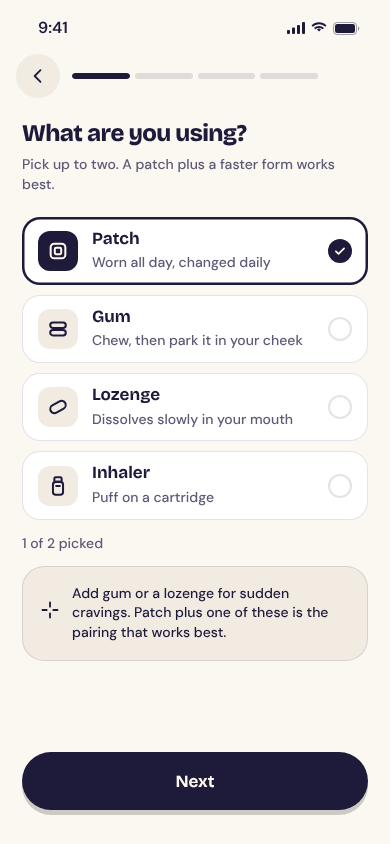 9:41
What are you using?
Pick up to two. A patch plus a faster form works
best.
Patch
Worn all day, changed daily
Gum
Chew, then park it in your cheek
Lozenge
Dissolves slowly in your mouth
Inhaler
Puff on a cartridge
1 of 2 picked
Add gum or a lozenge for sudden
cravings. Patch plus one of these is the
pairing that works best.
Next